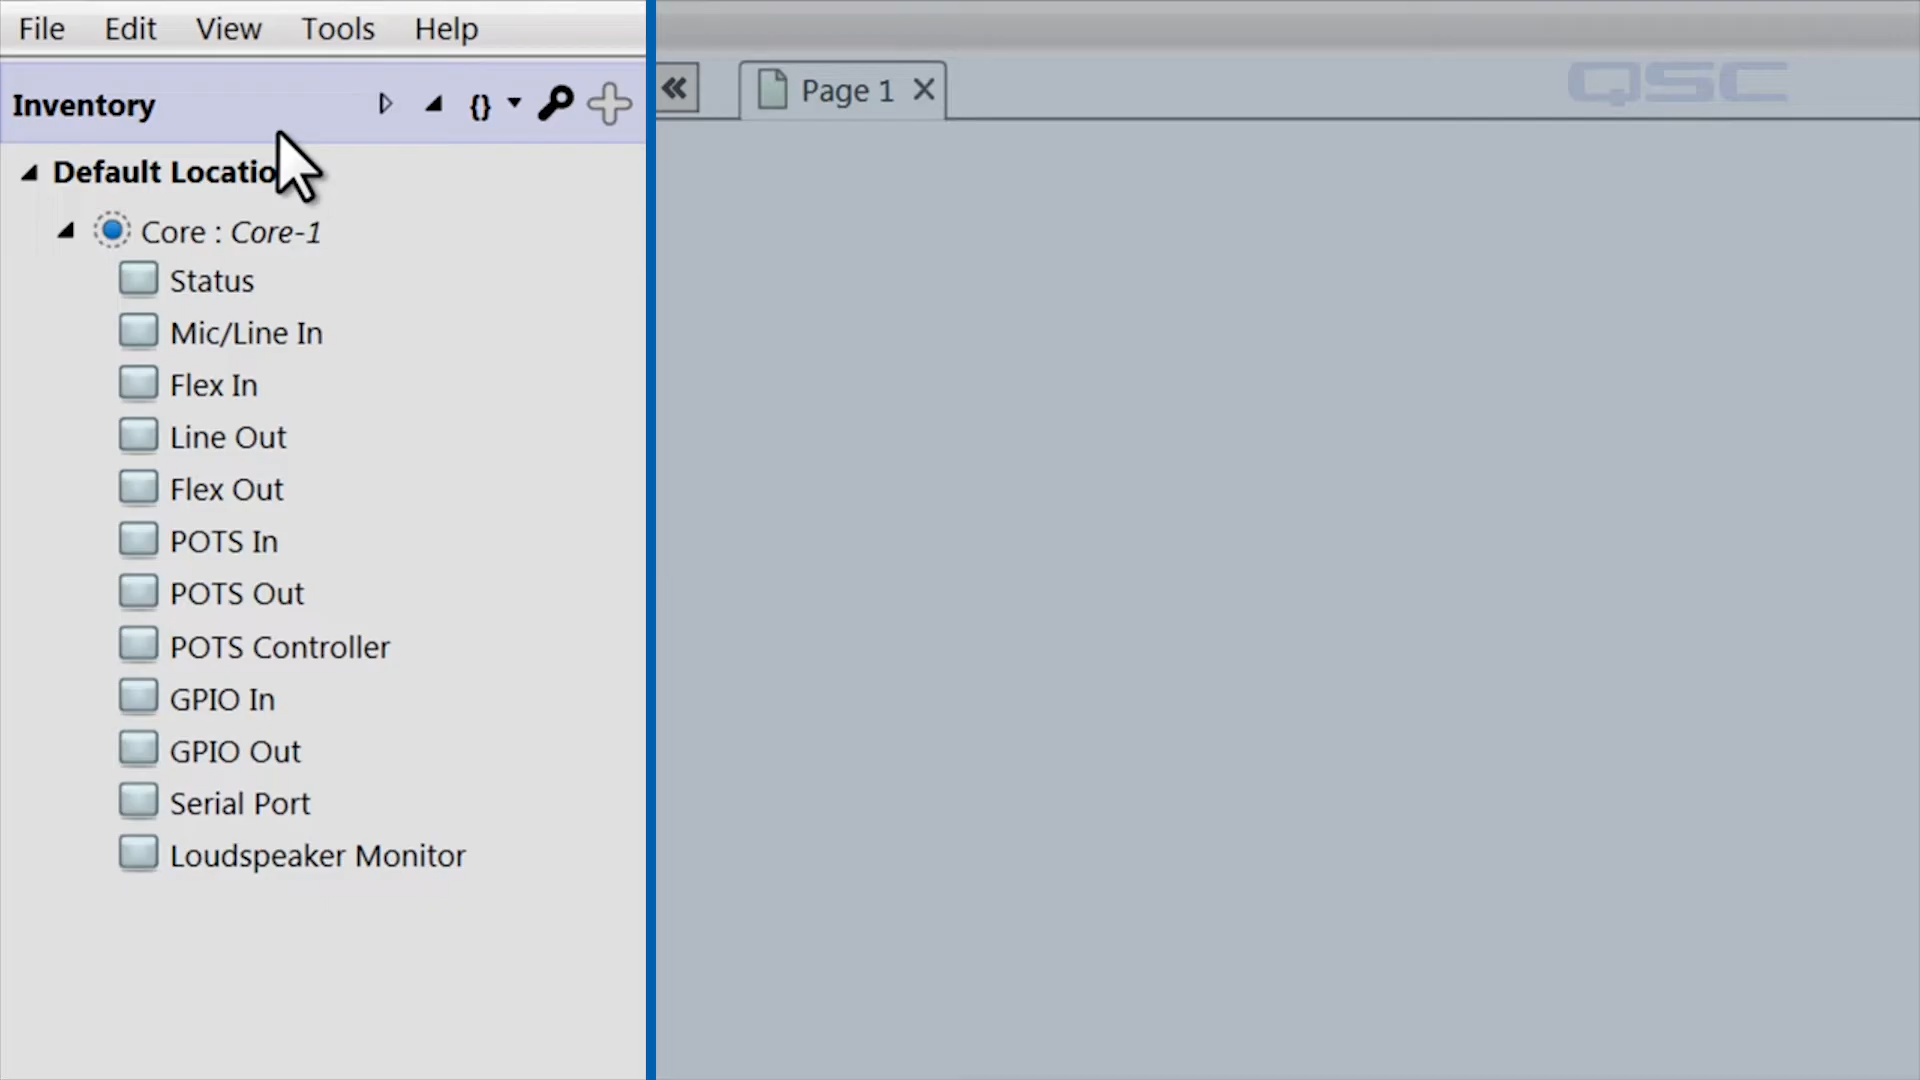 File Edit View Tools Help
Inventory {}
« Page 1
QSC
Default Locatio
Core : Core-1
Status
Mic/Line In
Flex In
Line Out
Flex Out
POTS In
POTS Out
POTS Controller
GPIO In
GPIO Out
Serial Port
Loudspeaker Monitor